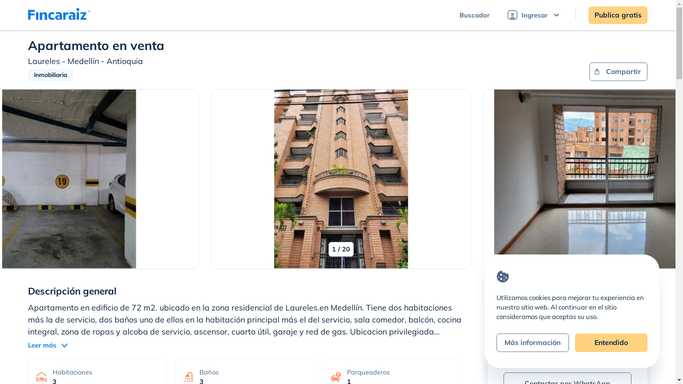 Fincaraiz
Buscador
Ingresar
Publica gratis
Apartamento en venta
Laureles - Medellín - Antioquia
Inmobiliaria
Compartir
19
1 / 20
Descripción general
Apartamento en edificio de 72 m2. ubicado en la zona residencial de Laureles.en Medellín. Tiene dos habitaciones
más la de servicio, dos baños uno de ellos en la habitación principal más el del servicio, sala comedor, balcón, cocina
integral, zona de ropas y alcoba de servicio, ascensor, cuarto útil, garaje y red de gas. Ubicacion privilegiada...
Leer más
Habitaciones
3
Baños
3
Parqueaderos
1
Utilizamos cookies para mejorar tu experiencia en
nuestro sitio web. Al continuar en el sitio
consideramos que aceptas su uso.
Más información
Entendido
Contactar por WhatsApp